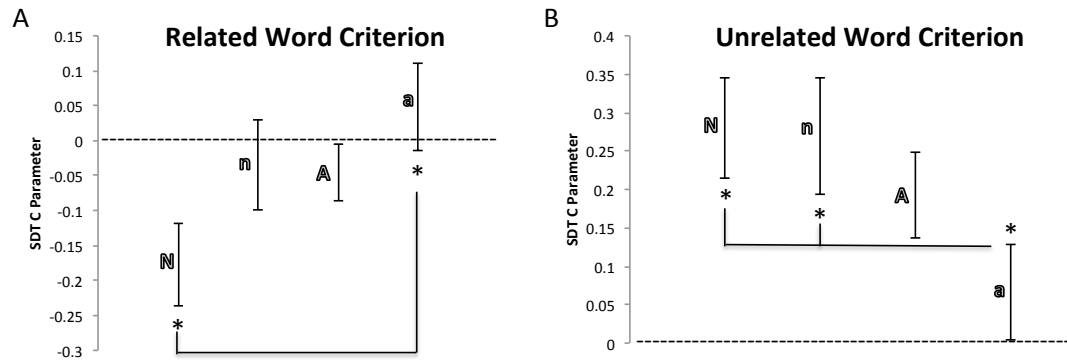 A
Related Word Criterion
SDT C Parameter
0.15
0.1
0.05
0
-0.05
-0.1
-0.15
-0.2
-0.25
-0.3
N
*
n
A
a
*
B
Unrelated Word Criterion
SDT C Parameter
0.4
0.35
0.3
0.25
0.2
0.15
0.1
0.05
0
N
*
n
*
A
*
a